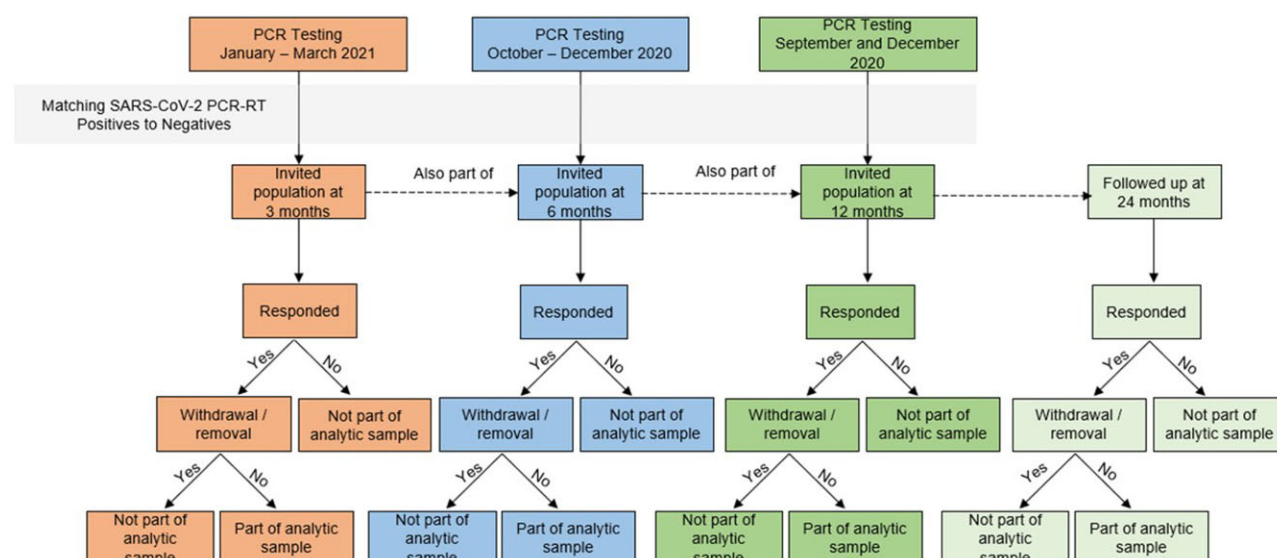 PCR Testing
January – March 2021
PCR Testing
October – December 2020
PCR Testing
September and December
2020
Matching SARS-CoV-2 PCR-RT
Positives to Negatives
Invited
population at
3 months
Also part of
Invited
population at
6 months
Also part of
Invited
population at
12 months
Followed up at
24 months
Responded
Responded
Responded
Responded
Yes
No
Yes
No
Yes
No
Yes
No
Withdrawal /
removal
Not part of
analytic sample
Withdrawal /
removal
Not part of
analytic sample
Withdrawal /
removal
Not part of
analytic sample
Withdrawal /
removal
Not part of
analytic sample
Yes
No
Yes
No
Yes
No
Yes
No
Not part of
analytic
sample
Part of analytic
sample
Not part of
analytic
sample
Part of analytic
sample
Not part of
analytic
sample
Part of analytic
sample
Not part of
analytic
sample
Part of analytic
sample